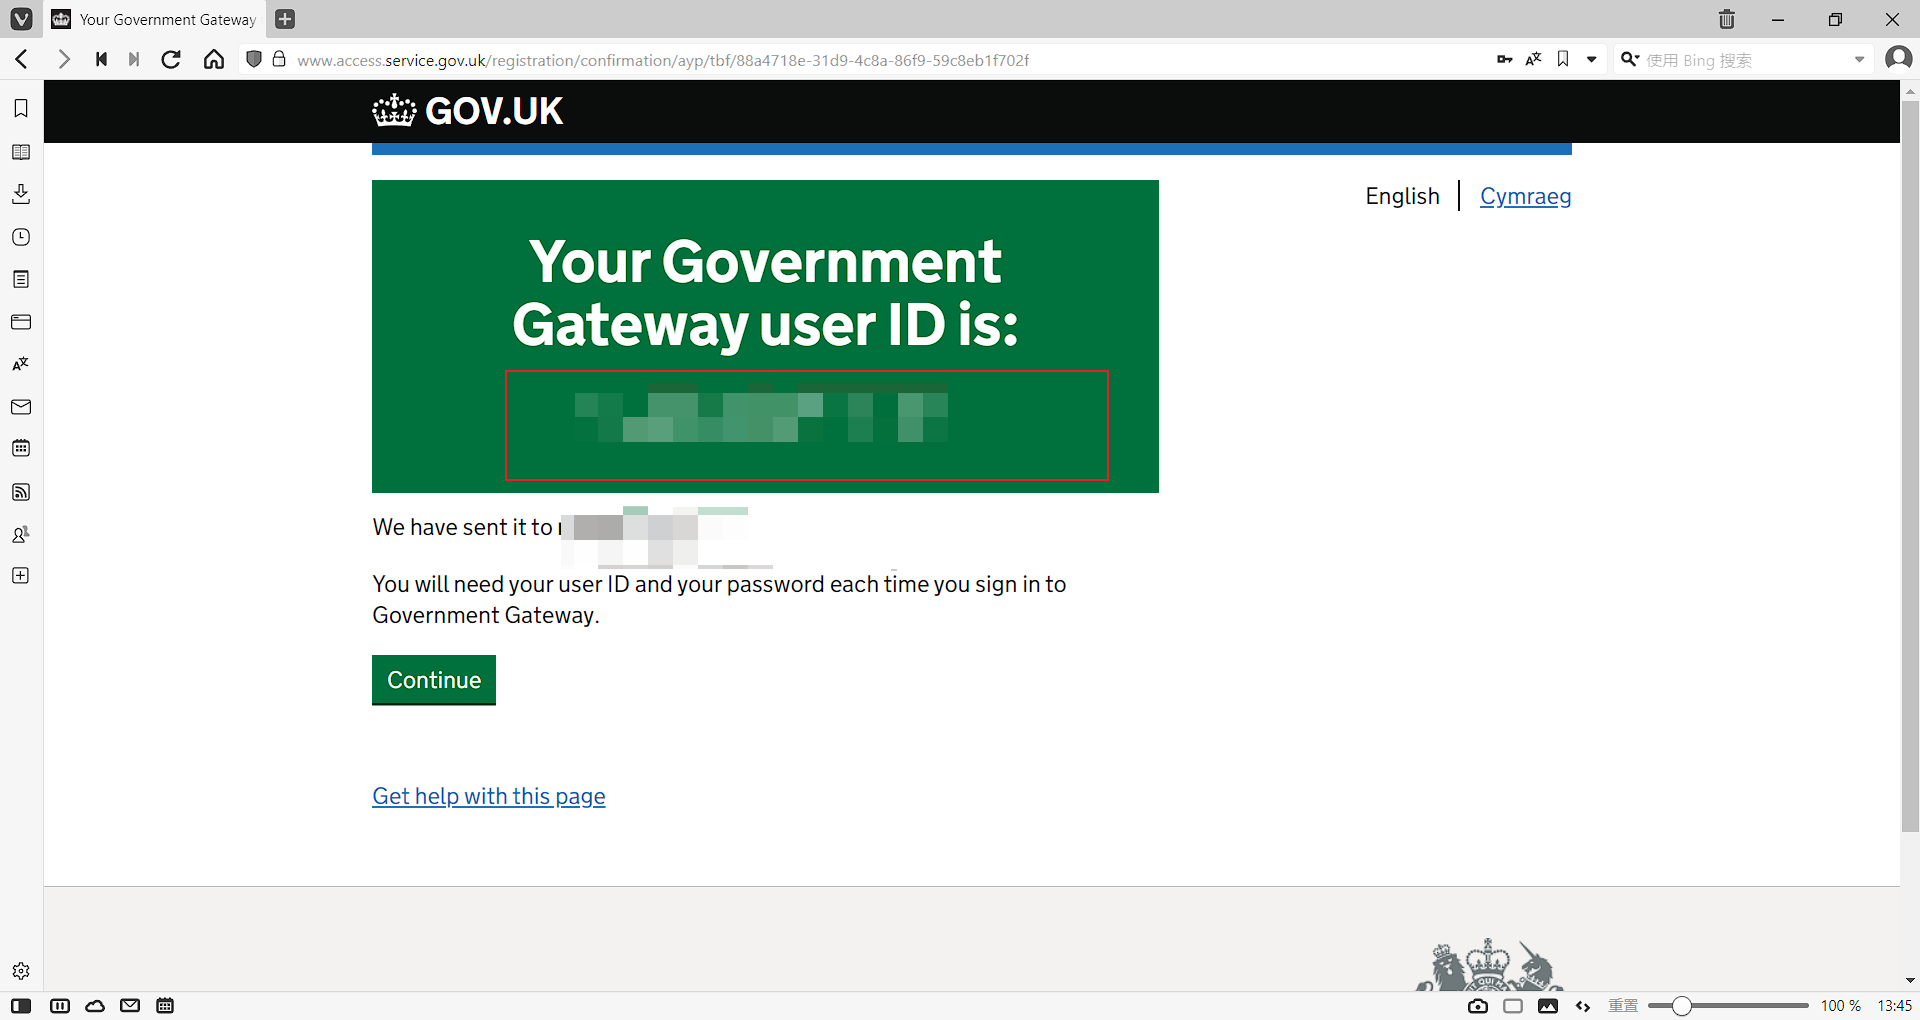 Your Government Gateway
www.access.service.gov.uk/registration/confirmation/ayp/tbf/88a4718e-31d9-4c8a-86f9-59c8eb1f702f
使用 Bing 搜索
GOV.UK
English
Cymraeg
Your Government
Gateway user ID is:
We have sent it to
You will need your user ID and your password each time you sign in to
Government Gateway.
Continue
Get help with this page
重置
100 %
13:45